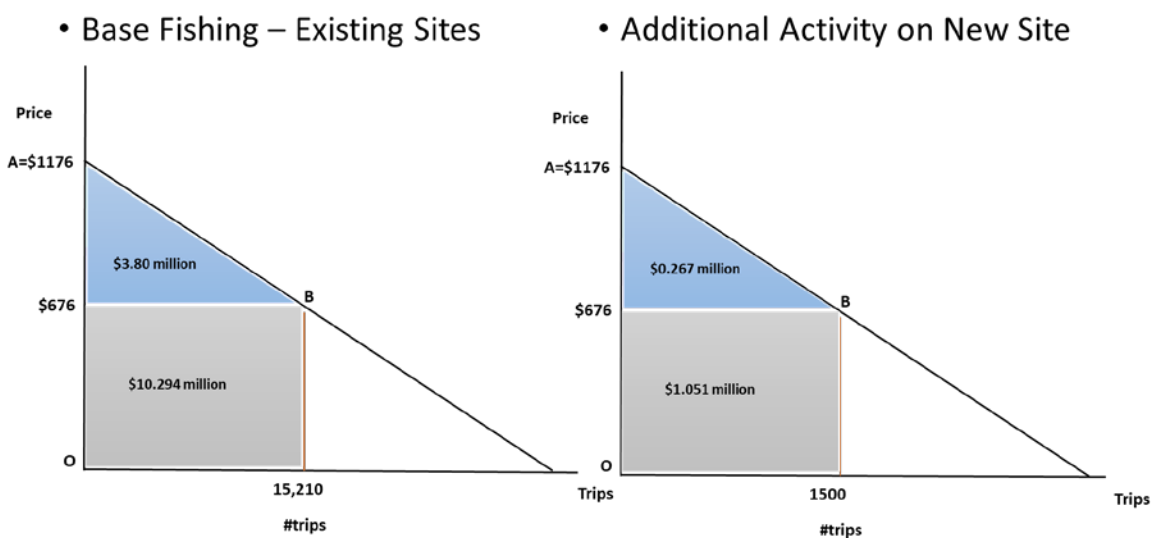 • Base Fishing – Existing Sites
Price
A=$1176
$3.80 million
$676
B
$10.294 million
O
15,210
Trips
#trips
• Additional Activity on New Site
Price
A=$1176
$0.267 million
$676
B
$1.051 million
O
1500
Trips
#trips